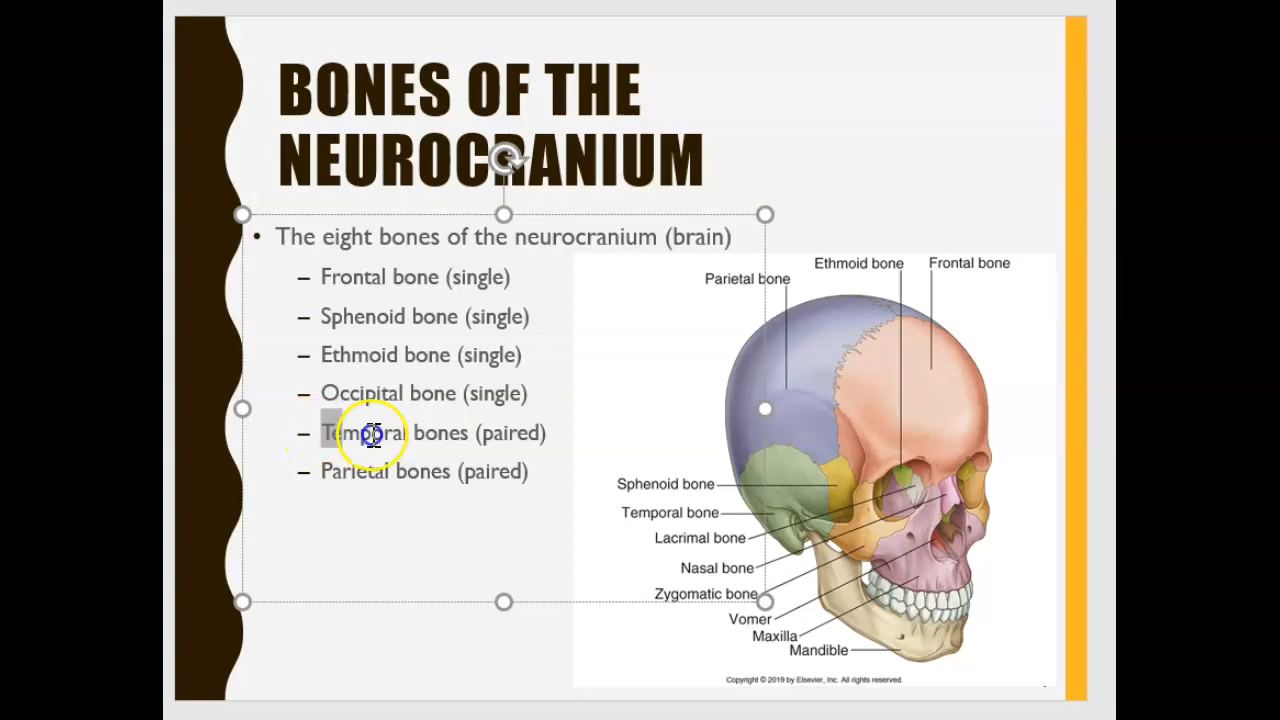 BONES OF THE
NEUROCRANIUM
• The eight bones of the neurocranium (brain)
– Frontal bone (single)
– Sphenoid bone (single)
– Ethmoid bone (single)
– Occipital bone (single)
– Temporal bones (paired)
– Parietal bones (paired)
Ethmoid bone
Frontal bone
Parietal bone
Sphenoid bone
Temporal bone
Lacrimal bone
Nasal bone
Zygomatic bone
Vomer
Maxilla
Mandible
Copyright © 2019 by Elsevier, Inc. All rights reserved.